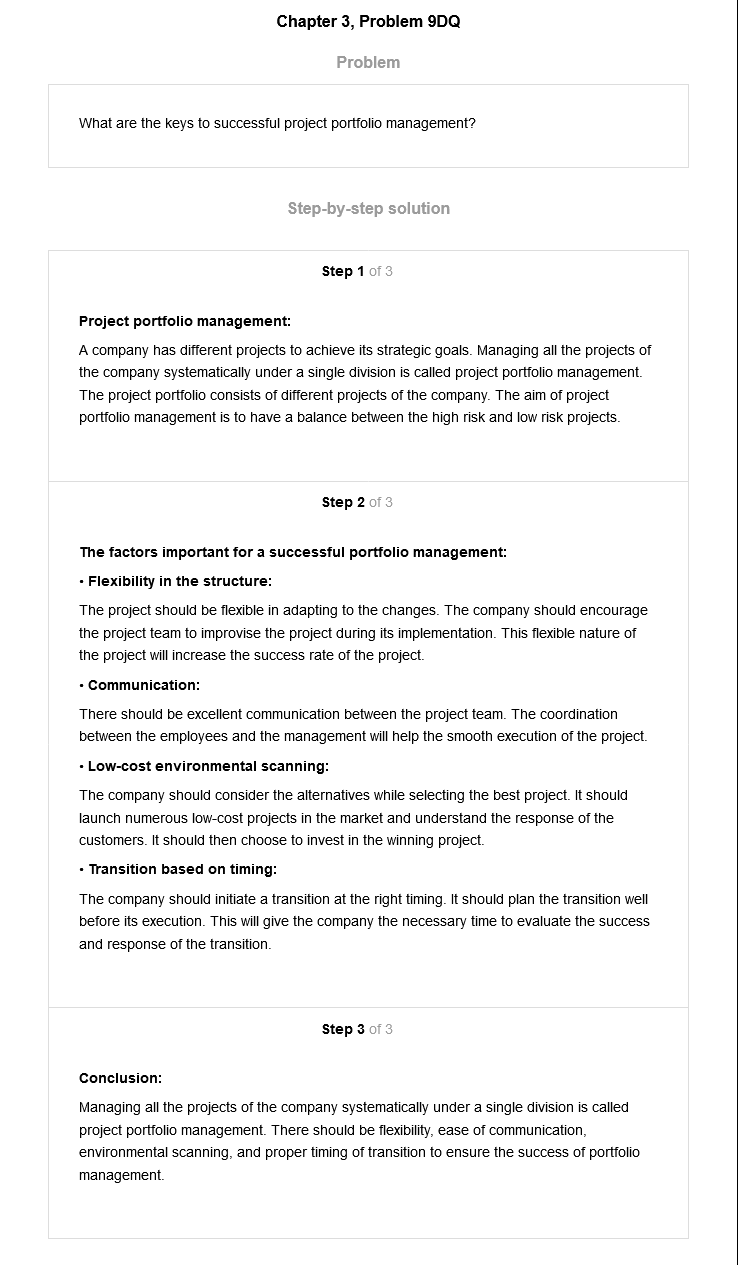 Chapter 3, Problem 9DQ
Problem
What are the keys to successful project portfolio management?
Step-by-step solution
Step 1 of 3
Project portfolio management:
A company has different projects to achieve its strategic goals. Managing all the projects of
the company systematically under a single division is called project portfolio management.
The project portfolio consists of different projects of the company. The aim of project
portfolio management is to have a balance between the high risk and low risk projects.
Step 2 of 3
The factors important for a successful portfolio management:
• Flexibility in the structure:
The project should be flexible in adapting to the changes. The company should encourage
the project team to improvise the project during its implementation. This flexible nature of
the project will increase the success rate of the project.
• Communication:
There should be excellent communication between the project team. The coordination
between the employees and the management will help the smooth execution of the project.
• Low-cost environmental scanning:
The company should consider the alternatives while selecting the best project. It should
launch numerous low-cost projects in the market and understand the response of the
customers. It should then choose to invest in the winning project.
• Transition based on timing:
The company should initiate a transition at the right timing. It should plan the transition well
before its execution. This will give the company the necessary time to evaluate the success
and response of the transition.
Step 3 of 3
Conclusion:
Managing all the projects of the company systematically under a single division is called
project portfolio management. There should be flexibility, ease of communication,
environmental scanning, and proper timing of transition to ensure the success of portfolio
management.